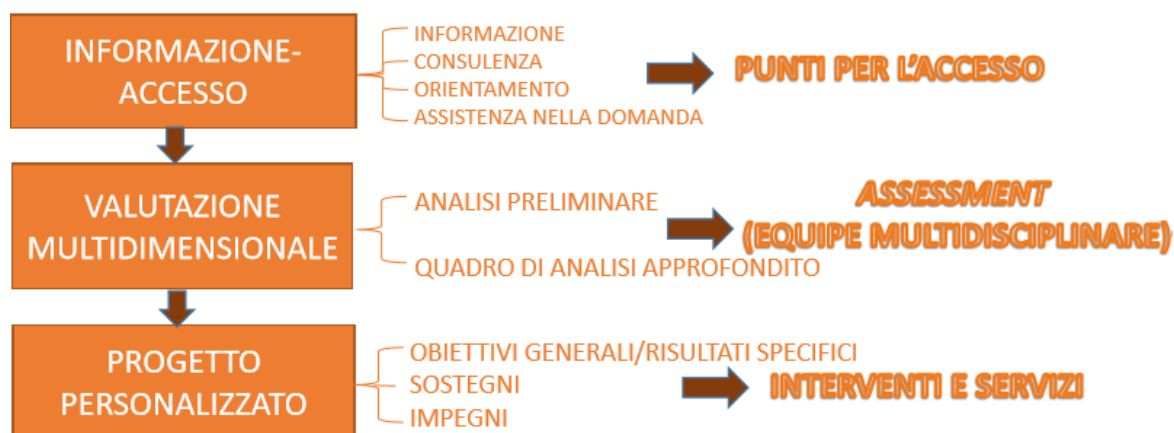 INFORMAZIONE-
ACCESSO
INFORMAZIONE
CONSULENZA
ORIENTAMENTO
ASSISTENZA NELLA DOMANDA
PUNTI PER L'ACCESSO
VALUTAZIONE
MULTIDIMENSIONALE
ANALISI PRELIMINARE
QUADRO DI ANALISI APPROFONDITO
ASSESSMENT
(EQUIPE MULTIDISCIPLINARE)
PROGETTO
PERSONALIZZATO
OBIETTIVI GENERALI/RISULTATI SPECIFICI
SOSTEGNI
IMPEGNI
INTERVENTI E SERVIZI